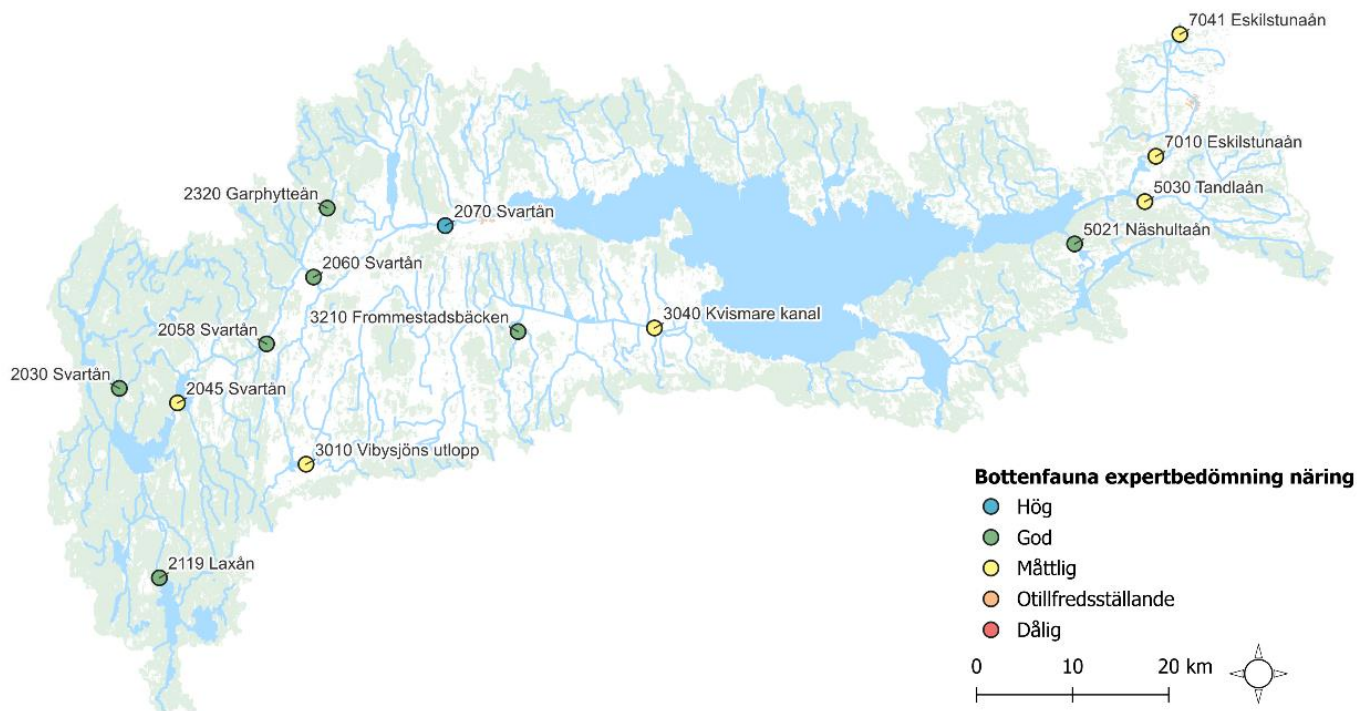 7041 Eskilstunaån
7010 Eskilstunaån
5030 Tandlaån
2320 Garphytteån
2070 Svartån
5021 Näshultaån
2060 Svartån
3210 Frommestadsbäcken
3040 Kvismare kanal
2058 Svartån
2030 Svartån
2045 Svartån
3010 Vibysjöns utlopp
2119 Laxån
Bottenfauna expertbedömning näring
Hög
God
Måttlig
Otillfredsställande
Dålig
0 10 20 km